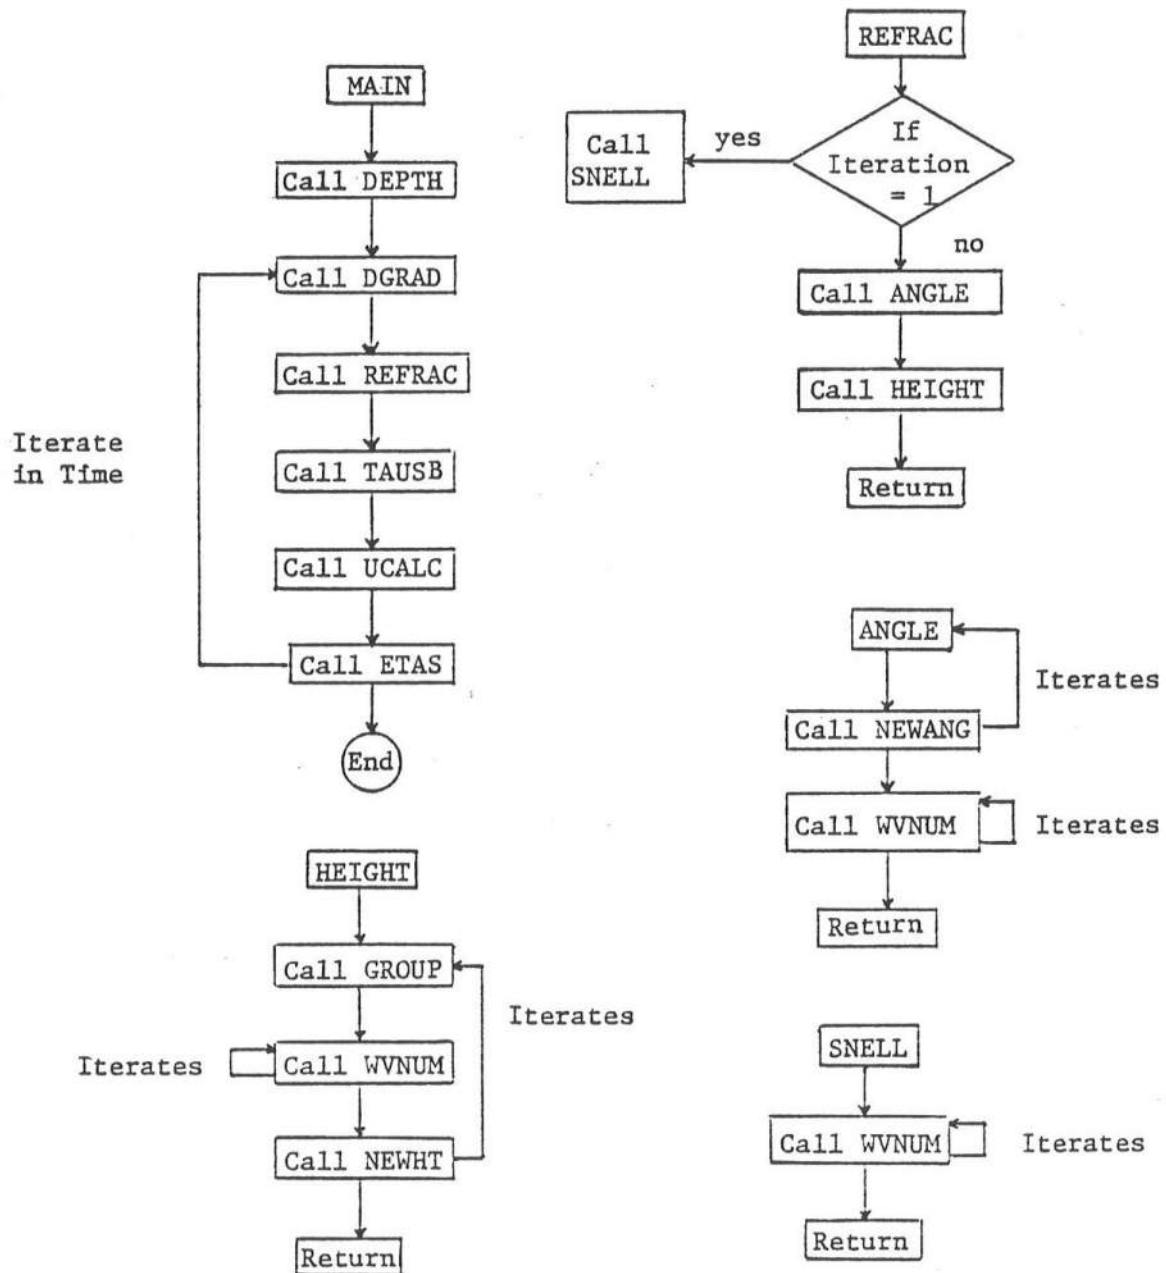 MAIN
Call DEPTH
Call DGRAD
Call REFRAC
Call TAUSB
Call UCALC
Call ETAS
End
Iterate
in Time
REFRAC
If
Iteration
= 1
yes
Call
SNELL
no
Call ANGLE
Call HEIGHT
Return
ANGLE
Call NEWANG
Iterates
Call WVNUM
Iterates
Return
HEIGHT
Call GROUP
Iterates
Call WVNUM
Iterates
Call NEWHT
Return
SNELL
Call WVNUM
Iterates
Return